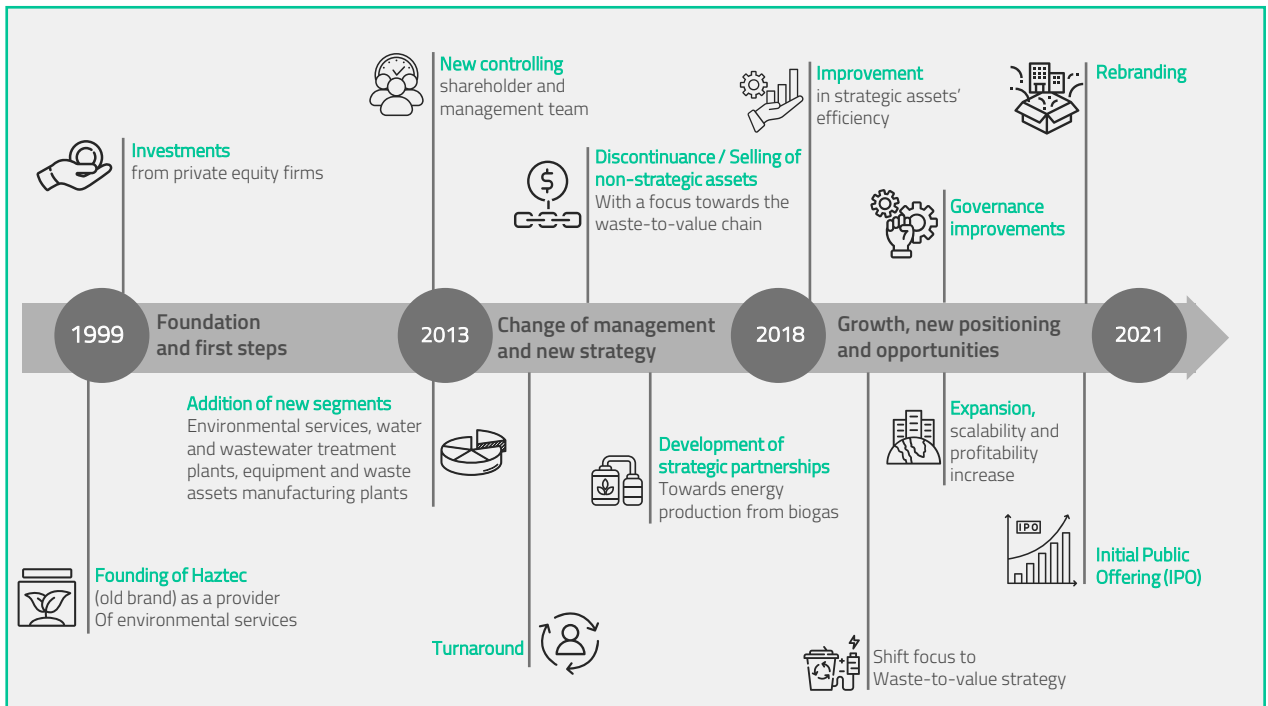 New controlling
shareholder and
management team
Improvement
in strategic assets'
efficiency
Rebranding
Investments
from private equity firms
Discontinuance / Selling of
non-strategic assets
With a focus towards the
waste-to-value chain
$
Governance
improvements
1999
Foundation
and first steps
2013
Change of management
and new strategy
2018
Growth, new positioning
and opportunities
2021
Addition of new segments
Environmental services, water
and wastewater treatment
plants, equipment and waste
assets manufacturing plants
Development of
strategic partnerships
Towards energy
production from biogas
Expansion,
scalability and
profitability
increase
Founding of Haztec
(old brand) as a provider
Of environmental services
Turnaround
IPO
Initial Public
Offering (IPO)
Shift focus to
Waste-to-value strategy